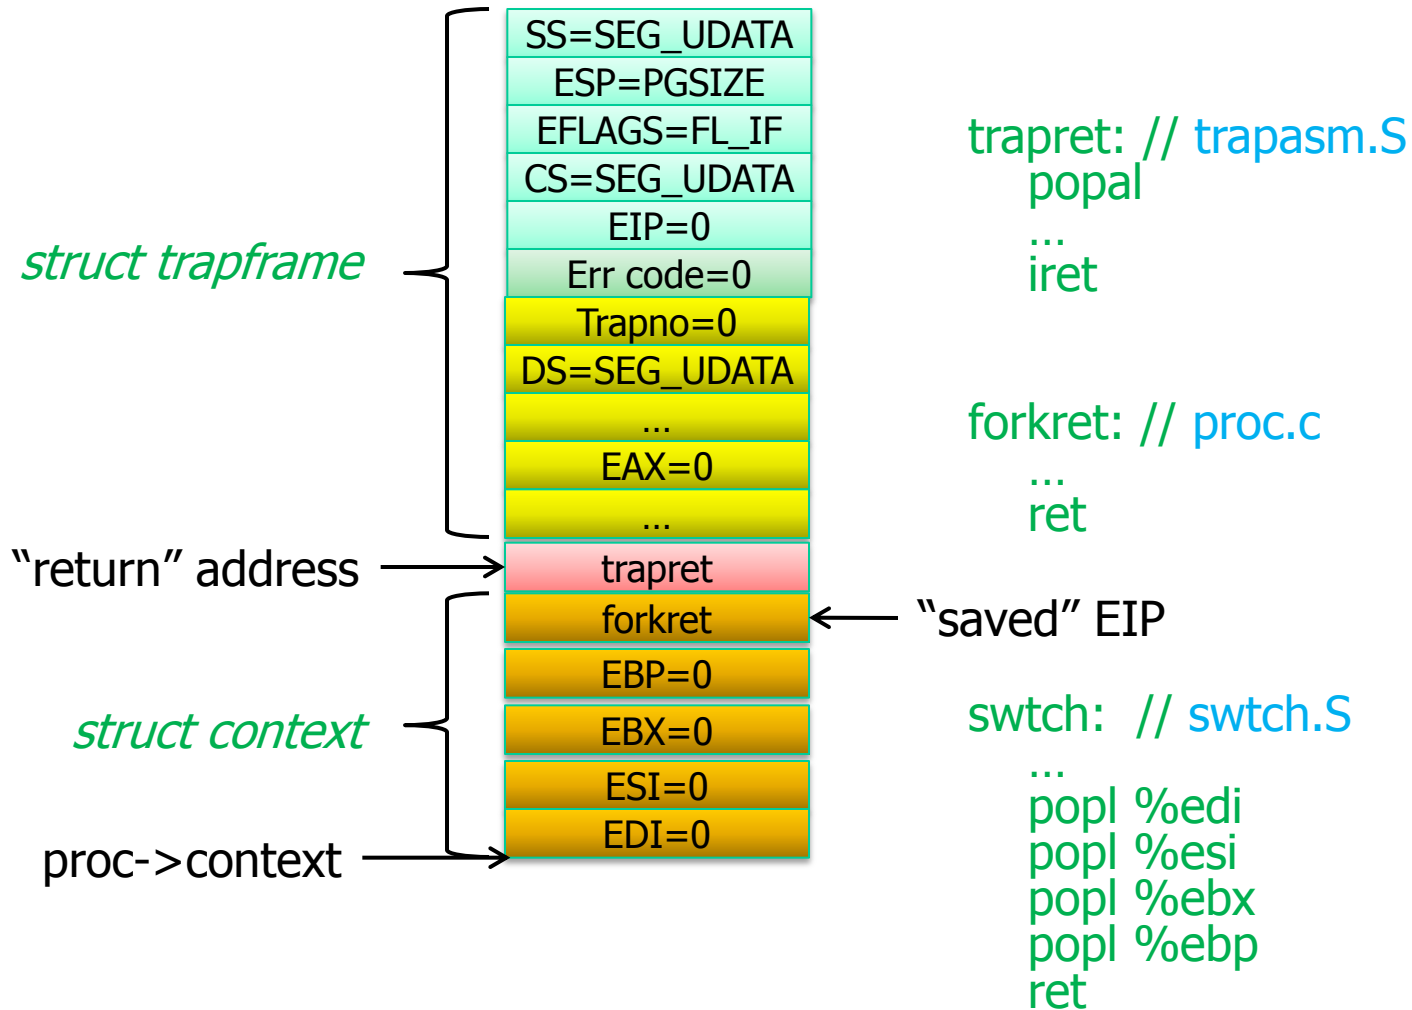 SS=SEG_UDATA
ESP=PGSIZE
EFLAGS=FL_IF
CS=SEG_UDATA
EIP=0
Err code=0
Trapno=0
DS=SEG_UDATA
...
EAX=0
...
trapret
forkret
EBP=0
EBX=0
ESI=0
EDI=0
struct trapframe
“return” address
struct context
proc->context
“saved” EIP
trapret: // trapasm.S
popal
...
iret
forkret: // proc.c
...
ret
swtch: // swtch.S
...
popl %edi
popl %esi
popl %ebx
popl %ebp
ret